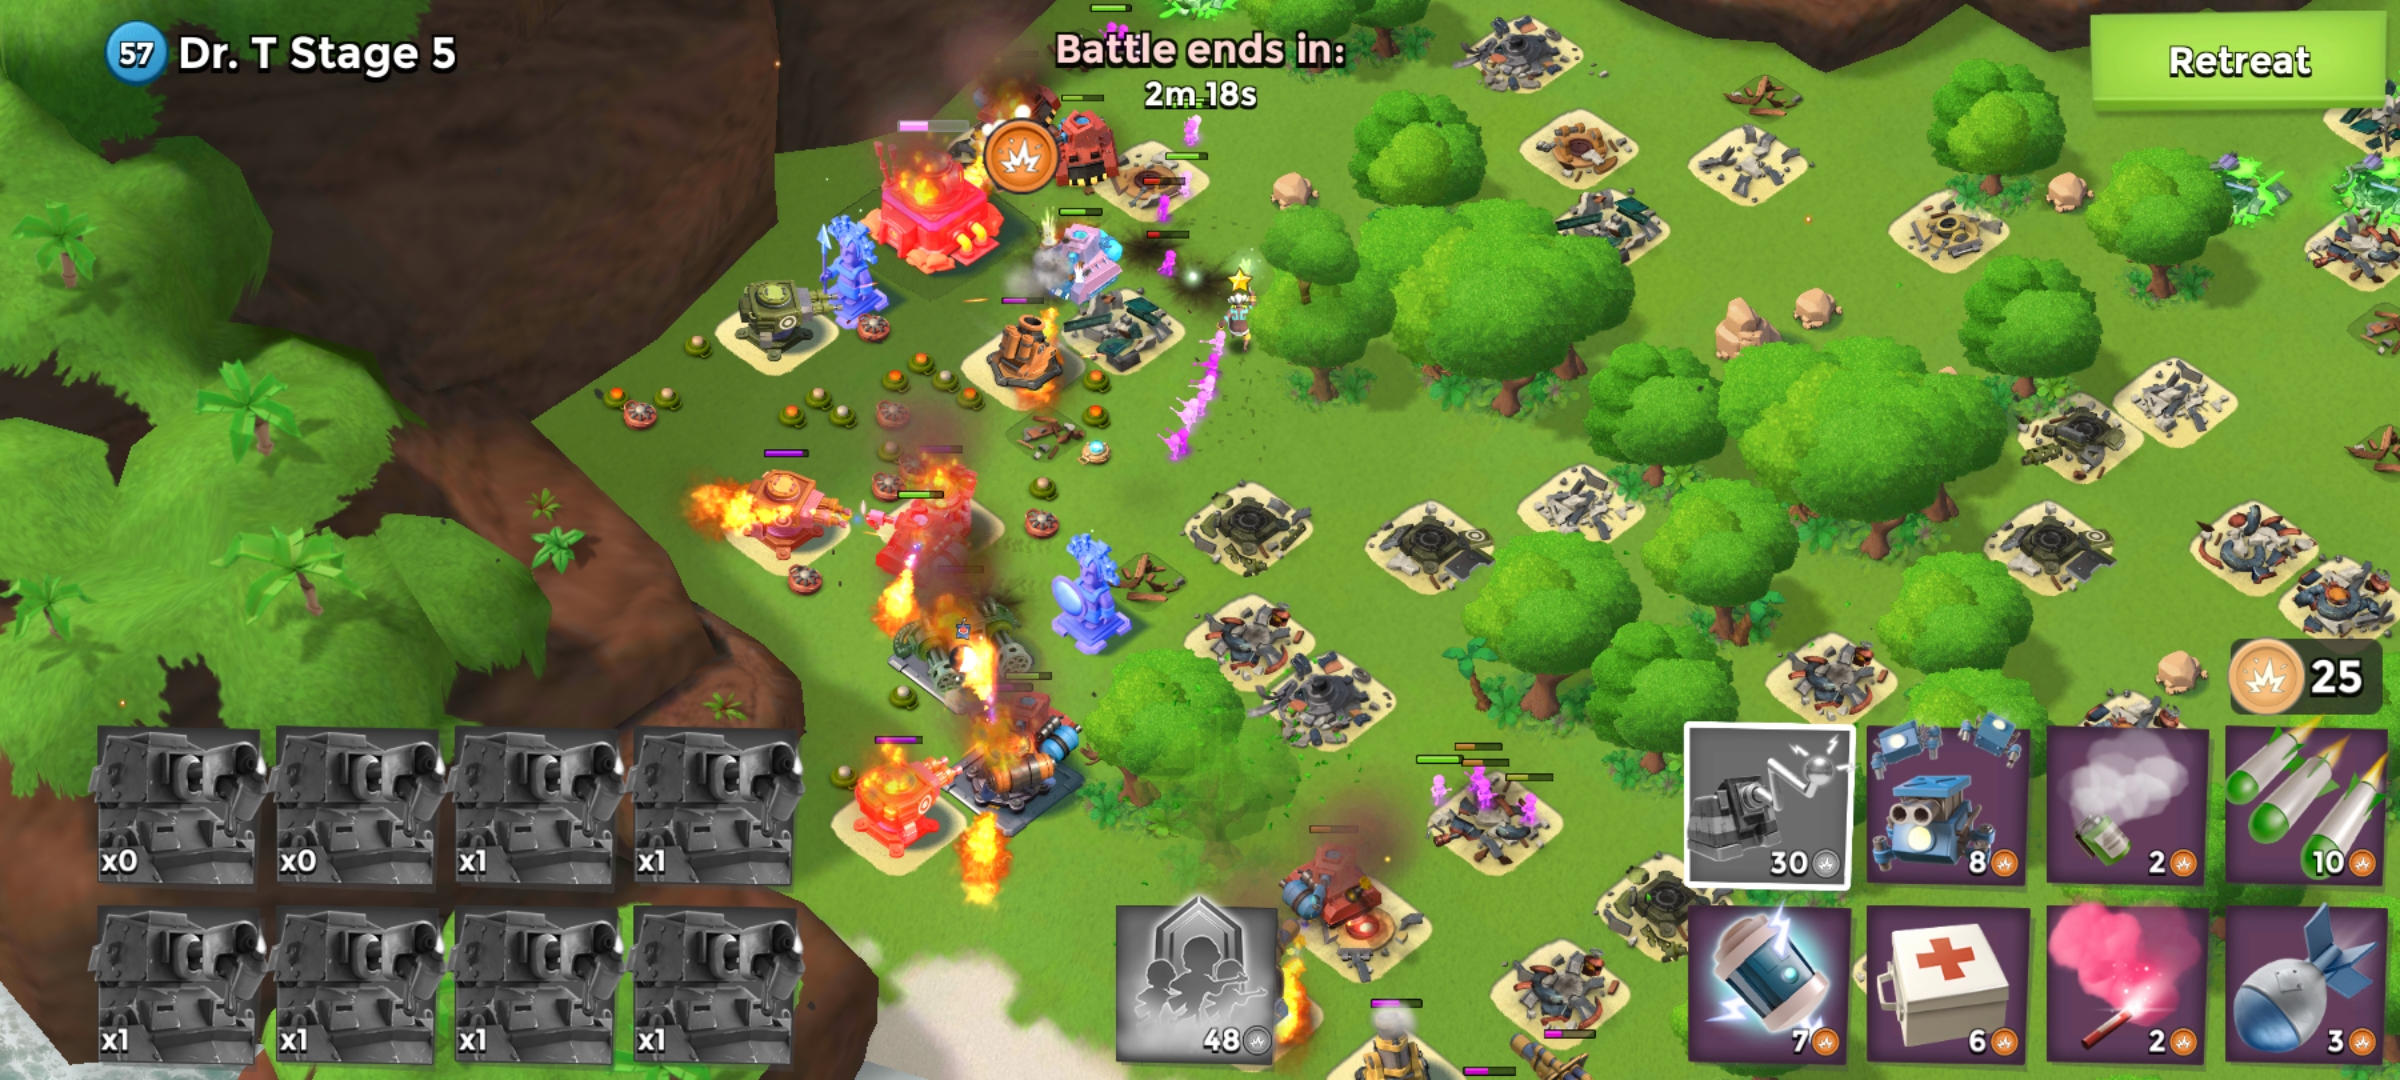 57 Dr. T Stage 5
Battle ends in:
2m 18s
Retreat
25
x0 x0 x1 x1
30 8 2 10
x1 x1 x1 x1
48
7 6 2 3